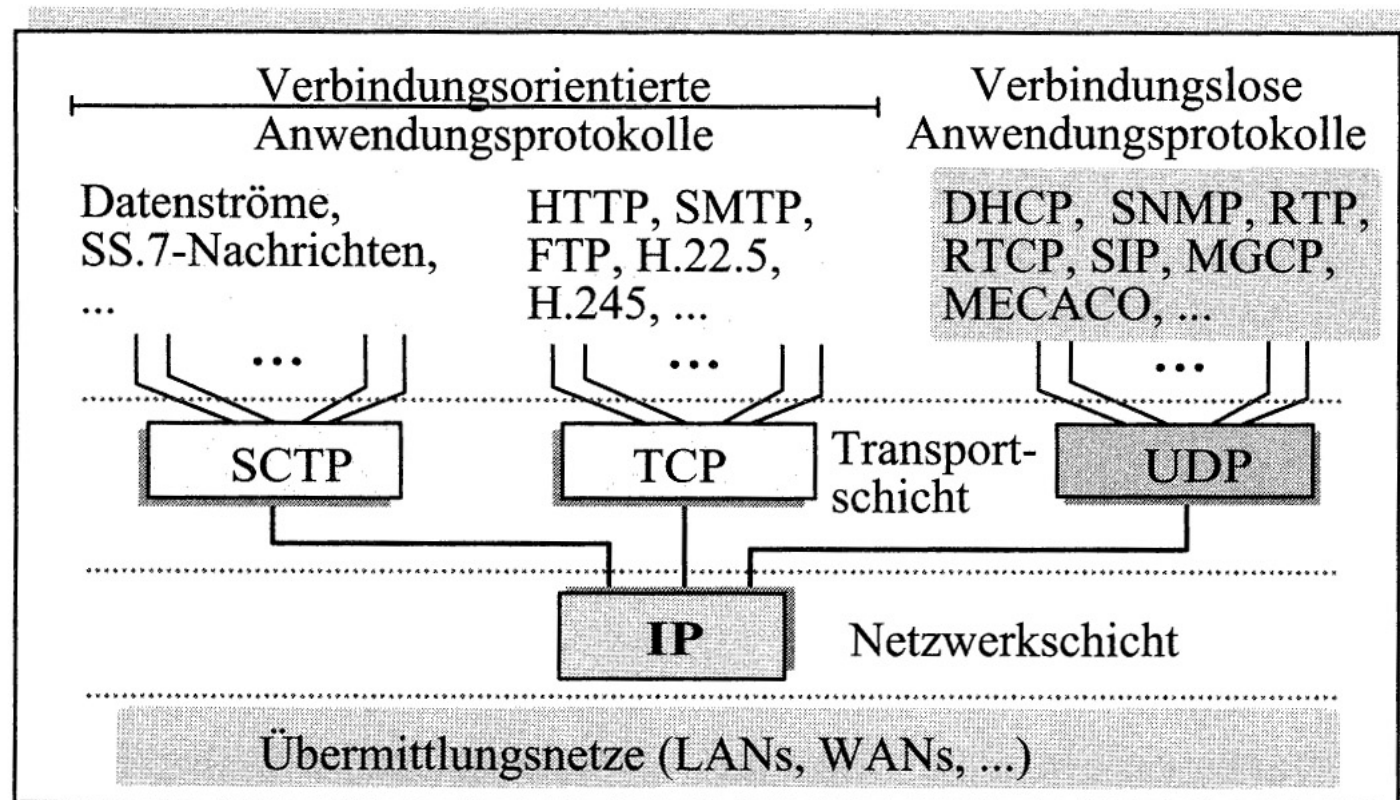 Verbindungsorientierte
Anwendungsprotokolle
Verbindungslose
Anwendungsprotokolle
Datenströme,
SS.7-Nachrichten,
...
HTTP, SMTP,
FTP, H.22.5,
H.245, ...
DHCP, SNMP, RTP,
RTCP, SIP, MGCP,
MECACO, ...
...
...
...
SCTP
TCP
Transport-
schicht
UDP
IP
Netzwerkschicht
Übermittlungsnetze (LANs, WANs, ...)